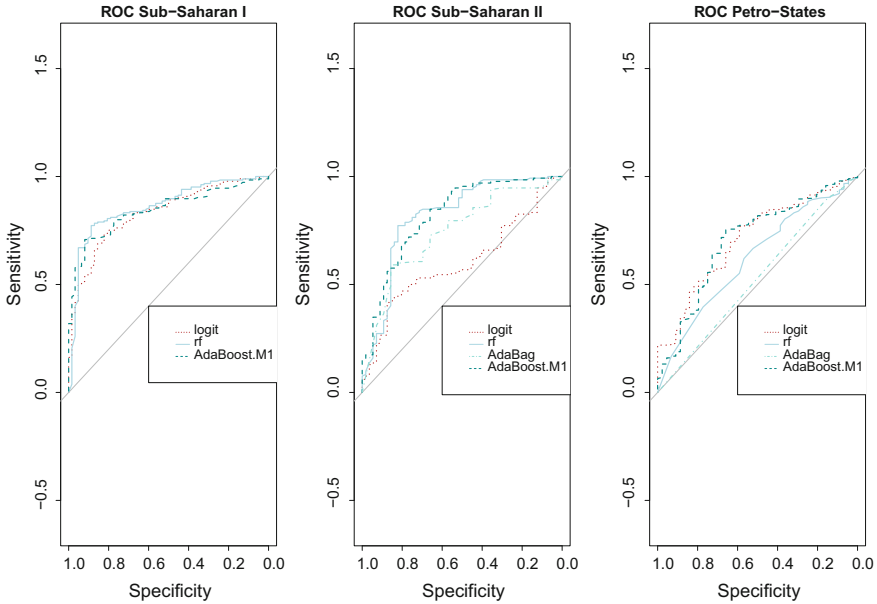 ROC Sub−Saharan I
Sensitivity
1.5
1.0
0.5
0.0
−0.5
logit
rf
AdaBoost.M1
1.0 0.8 0.6 0.4 0.2 0.0
Specificity
ROC Sub−Saharan II
Sensitivity
1.5
1.0
0.5
0.0
−0.5
logit
rf
AdaBag
AdaBoost.M1
1.0 0.8 0.6 0.4 0.2 0.0
Specificity
ROC Petro−States
Sensitivity
1.5
1.0
0.5
0.0
−0.5
logit
rf
AdaBag
AdaBoost.M1
1.0 0.8 0.6 0.4 0.2 0.0
Specificity